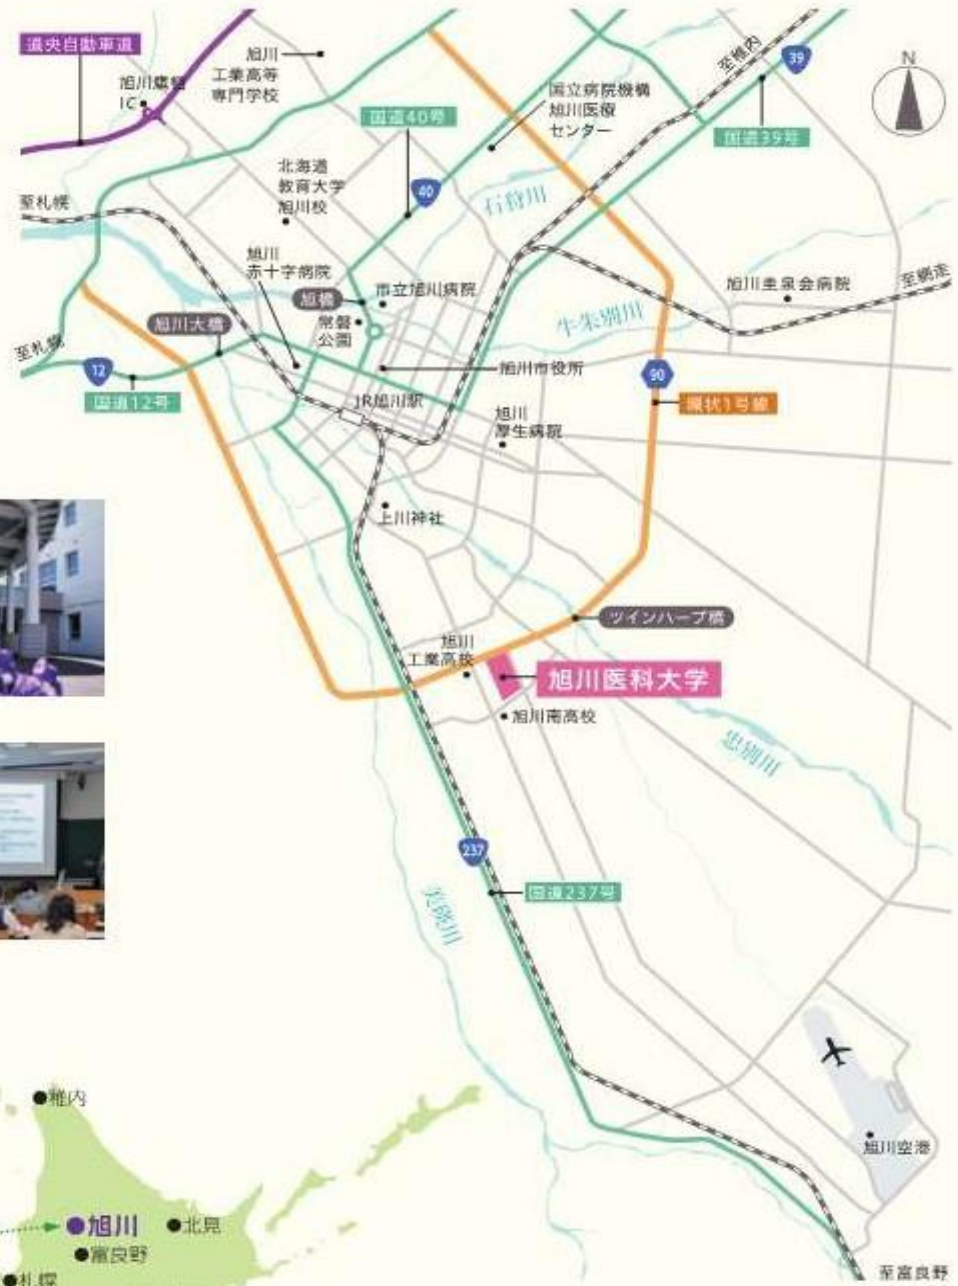 道央自動車道
旭川鷹栖
IC
旭川
工業高等
専門学校
国道40号
国立病院機構
旭川医療
センター
至稚内
39
国道39号
N
北海道
教育大学
旭川校
40
石狩川
至札幌
旭川
赤十字病院
旭橋
市立旭川病院
旭川圭泉会病院
至網走
旭川大橋
常磐
公園
牛朱別川
至札幌
12
国道12号
旭川市役所
90
環状1号線
JR旭川駅
旭川
厚生病院
上川神社
ツインハープ橋
旭川
工業高校
旭川医科大学
旭川南高校
忠別川
237
国道237号
美瑛川
稚内
旭川空港
旭川
北見
富良野
札幌
至富良野